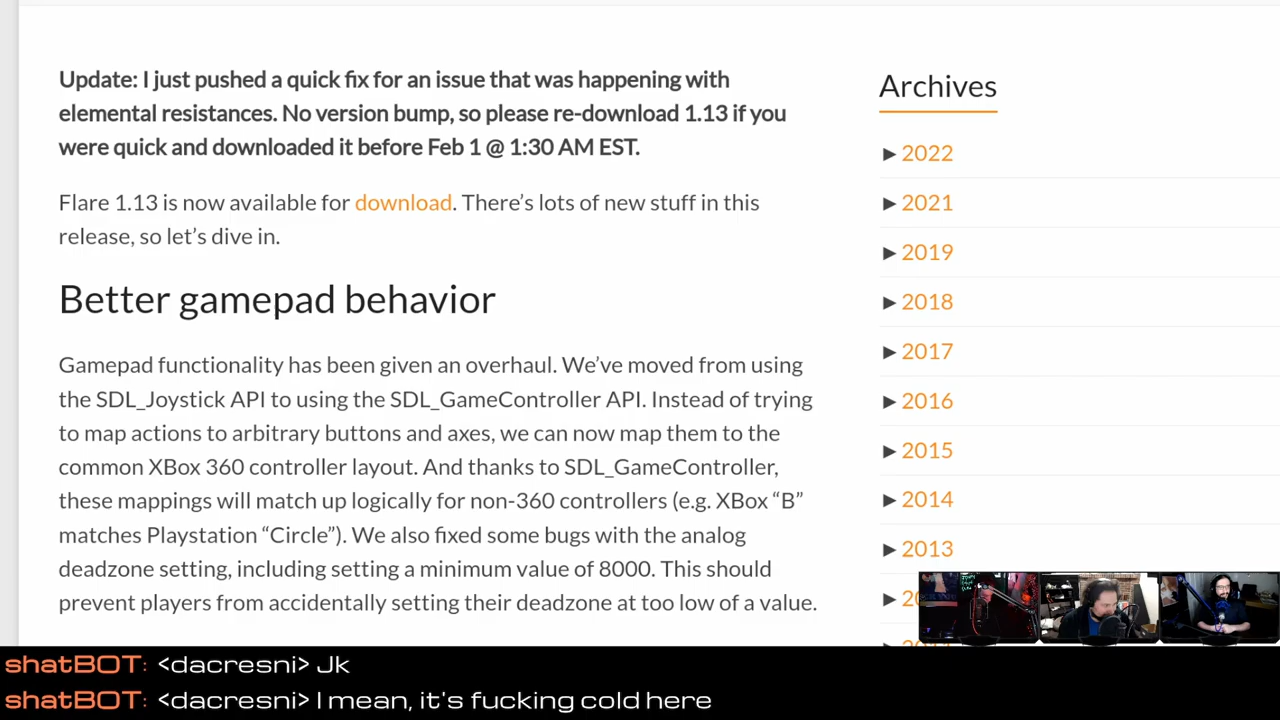 Update: I just pushed a quick fix for an issue that was happening with
elemental resistances. No version bump, so please re-download 1.13 if you
were quick and downloaded it before Feb 1 @ 1:30 AM EST.
Flare 1.13 is now available for download. There’s lots of new stuff in this
release, so let’s dive in.
Better gamepad behavior
Gamepad functionality has been given an overhaul. We’ve moved from using
the SDL_Joystick API to using the SDL_GameController API. Instead of trying
to map actions to arbitrary buttons and axes, we can now map them to the
common XBox 360 controller layout. And thanks to SDL_GameController,
these mappings will match up logically for non-360 controllers (e.g. XBox “B”
matches Playstation “Circle”). We also fixed some bugs with the analog
deadzone setting, including setting a minimum value of 8000. This should
prevent players from accidentally setting their deadzone at too low of a value.
Archives
► 2022
► 2021
► 2019
► 2018
► 2017
► 2016
► 2015
► 2014
► 2013
shatBOT: <dacresni> Jk
shatBOT: <dacresni> I mean, it's fucking cold here